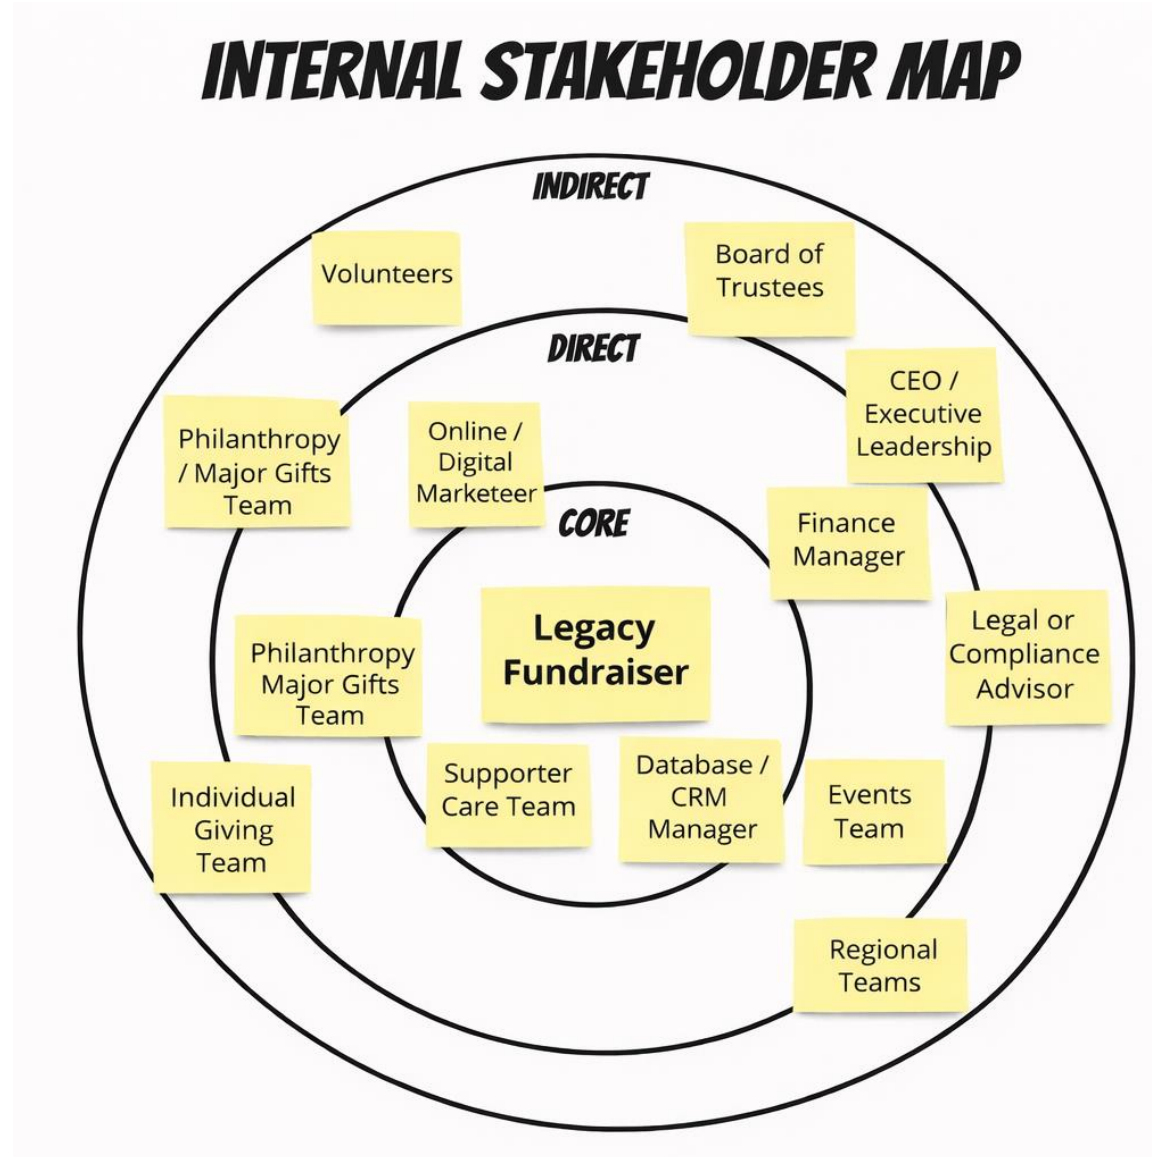 INTERNAL STAKEHOLDER MAP
INDIRECT
Volunteers
Board of
Trustees
DIRECT
CEO /
Executive
Leadership
Philanthropy
/ Major Gifts
Team
Online /
Digital
Marketeer
CORE
Finance
Manager
Legacy
Fundraiser
Legal or
Compliance
Advisor
Philanthropy
Major Gifts
Team
Individual
Giving
Team
Supporter
Care Team
Database /
CRM
Manager
Events
Team
Regional
Teams